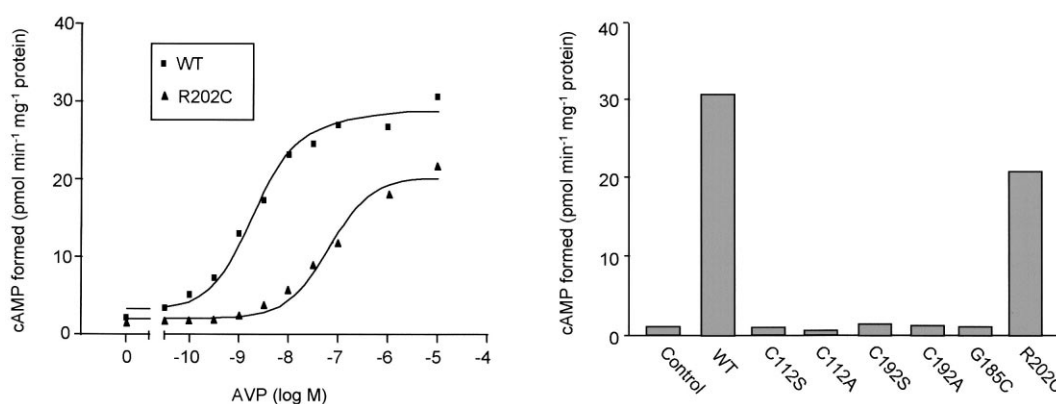 40
30
20
10
0
cAMP formed (pmol min⁻¹ mg⁻¹ protein)
WT
R202C
0 -10 -9 -8 -7 -6 -5 -4
AVP (log M)
40
30
20
10
0
cAMP formed (pmol min⁻¹ mg⁻¹ protein)
Control WT C112S C112A C192S C192A G185C R202C